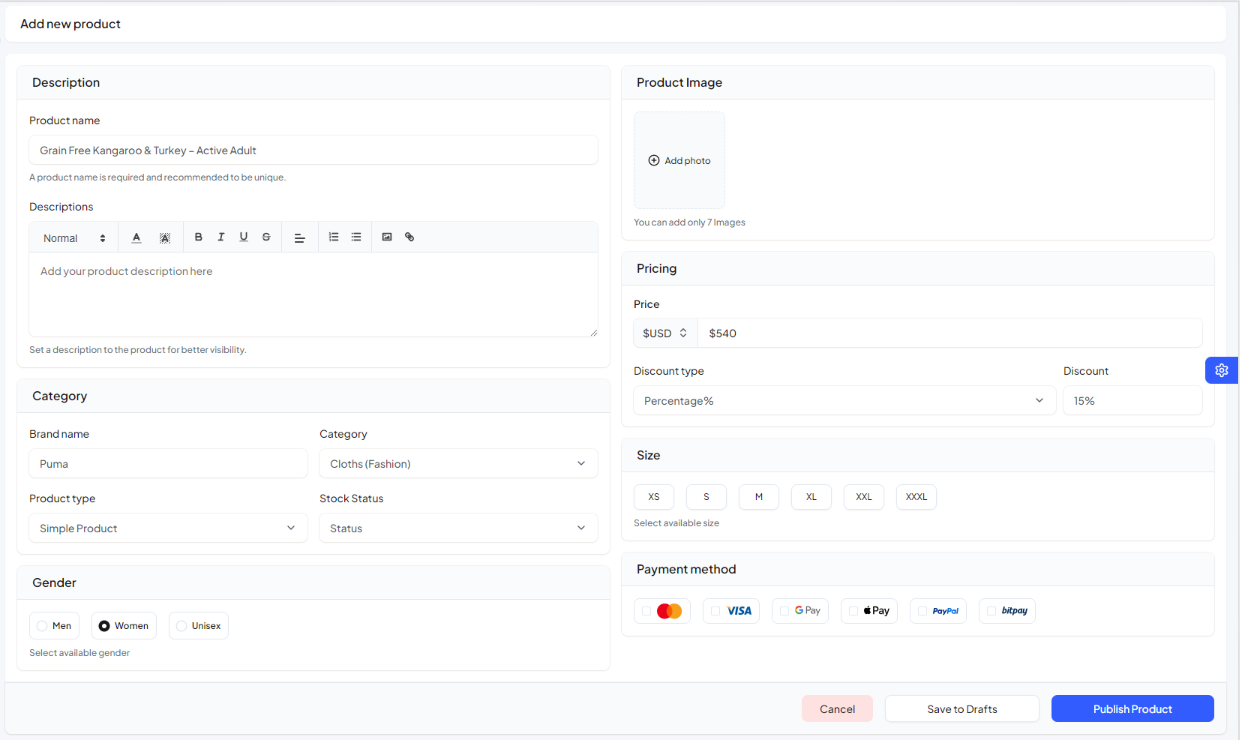 Add new product
Description
Product name
Grain Free Kangaroo & Turkey – Active Adult
A product name is required and recommended to be unique.
Descriptions
Normal A A B I U S
Add your product description here
Set a description to the product for better visibility.
Category
Brand name Category
Puma Cloths (Fashion)
Product type Stock Status
Simple Product Status
Gender
Men Women Unisex
Select available gender
Product Image
Add photo
You can add only 7 Images
Pricing
Price
$USD $540
Discount type Discount
Percentage% 15%
Size
XS S M XL XXL XXXL
Select available size
Payment method
VISA G Pay Pay PayPal bitpay
Cancel Save to Drafts Publish Product